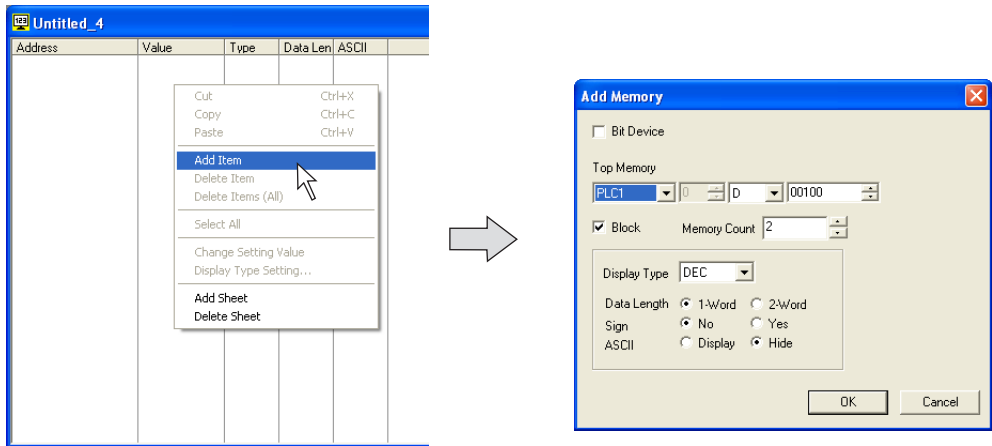 Untitled_4
Address Value Type Data Len ASCII
Cut Ctrl+X
Copy Ctrl+C
Paste Ctrl+V
Add Item
Delete Item
Delete Items (All)
Select All
Change Setting Value
Display Type Setting...
Add Sheet
Delete Sheet
Add Memory
Bit Device
Top Memory
PLC1 0 D 00100
Block Memory Count 2
Display Type DEC
Data Length 1-Word 2-Word
Sign No Yes
ASCII Display Hide
OK Cancel